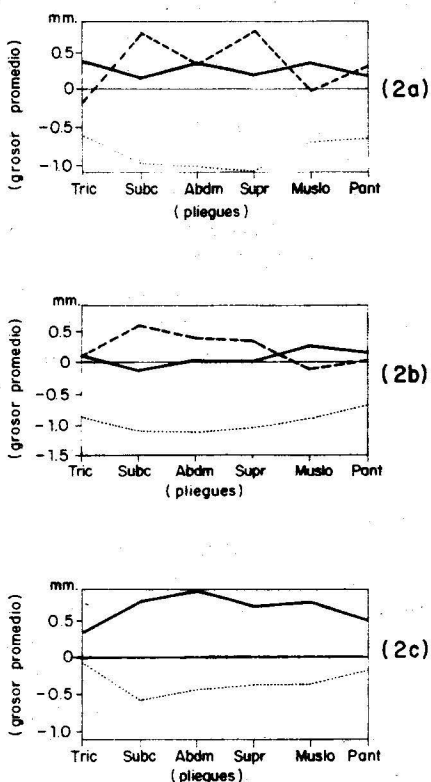 mm.
(grosor promedio)
0.5
0
-0.5
-1.0
Tric Subc Abdm Supr Muslo Pant
(pliegues)
(2a)
mm.
(grosor promedio)
0.5
0
-0.5
-1.0
-1.5
Tric Subc Abdm Supr Muslo Pant
(pliegues)
(2b)
mm.
(grosor promedio)
0.5
0
-0.5
-1.0
Tric Subc Abdm Supr Muslo Pant
(pliegues)
(2c)